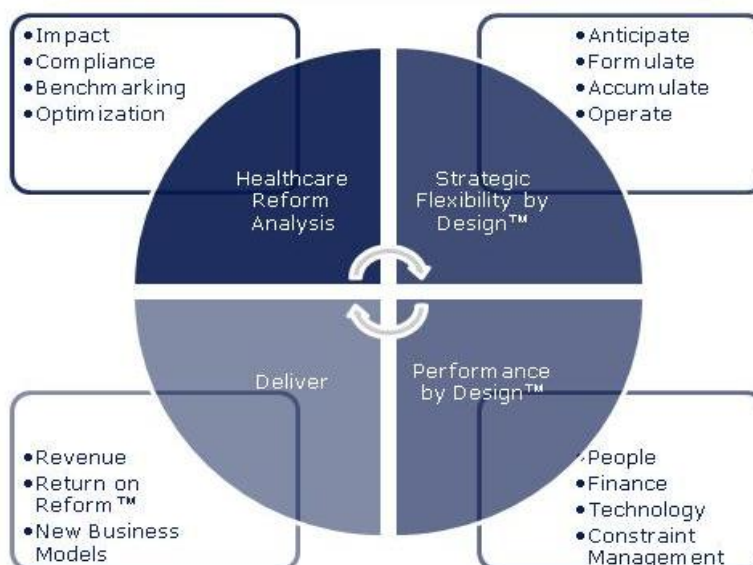 •Impact
•Compliance
•Benchmarking
•Optimization
•Anticipate
•Formulate
•Accumulate
•Operate
Healthcare
Reform
Analysis
Strategic
Flexibility by
Design™
Deliver
Performance
by Design™
•Revenue
•Return on
Reform™
•New Business
Models
•People
•Finance
•Technology
•Constraint
Management